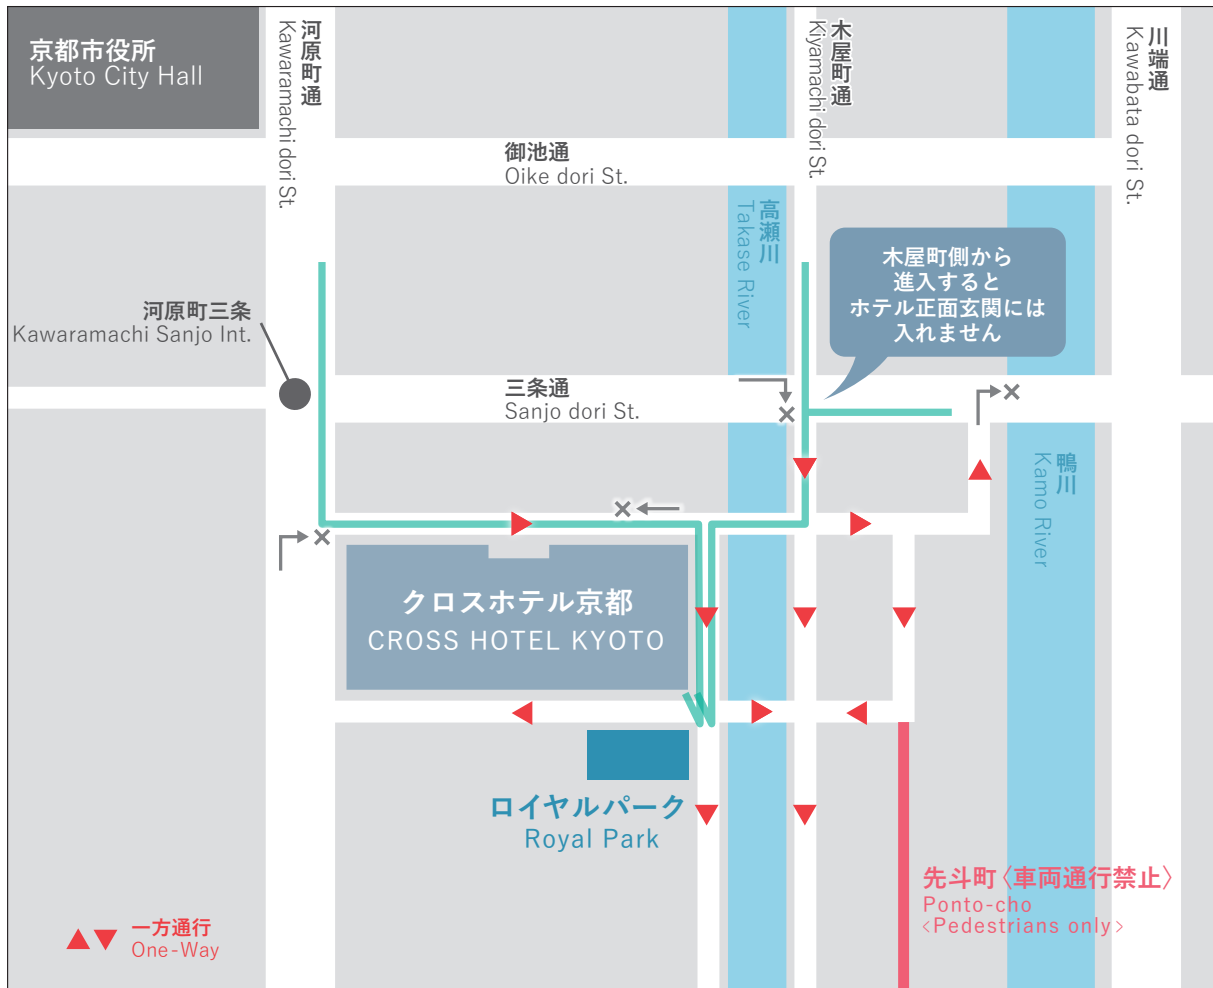 京都市役所
Kyoto City Hall
河原町通
Kawaramachi dori St.
木屋町通
Kiyamachi dori St.
川端通
Kawabata dori St.
御池通
Oike dori St.
高瀬川
Takase River
木屋町側から
進入すると
ホテル正面玄関には
入れません
河原町三条
Kawaramachi Sanjo Int.
三条通
Sanjo dori St.
鴨川
Kamo River
クロスホテル京都
CROSS HOTEL KYOTO
ロイヤルパーク
Royal Park
先斗町〈車両通行禁止〉
Ponto-cho
<Pedestrians only>
一方通行
One-Way